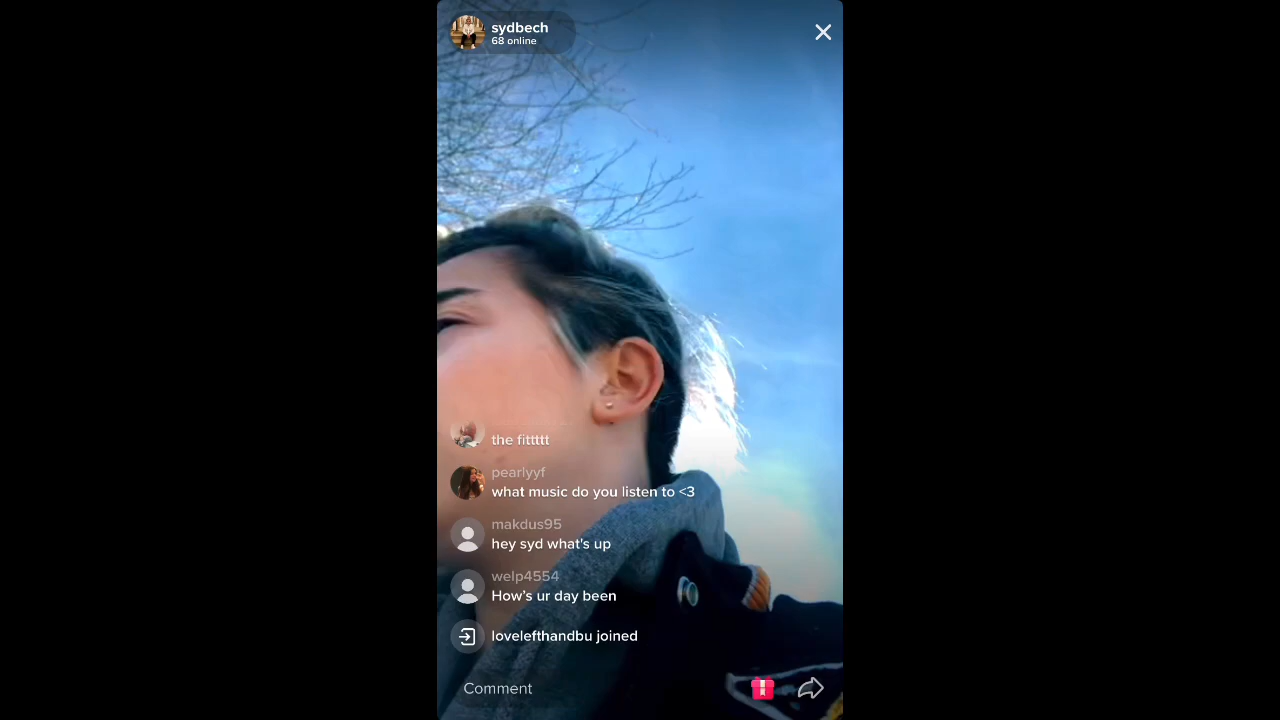 sydbech
68 online
the fittttt
pearlyyf
what music do you listen to <3
makdus95
hey syd what's up
welp4554
How's ur day been
lovelefthandbu joined
Comment